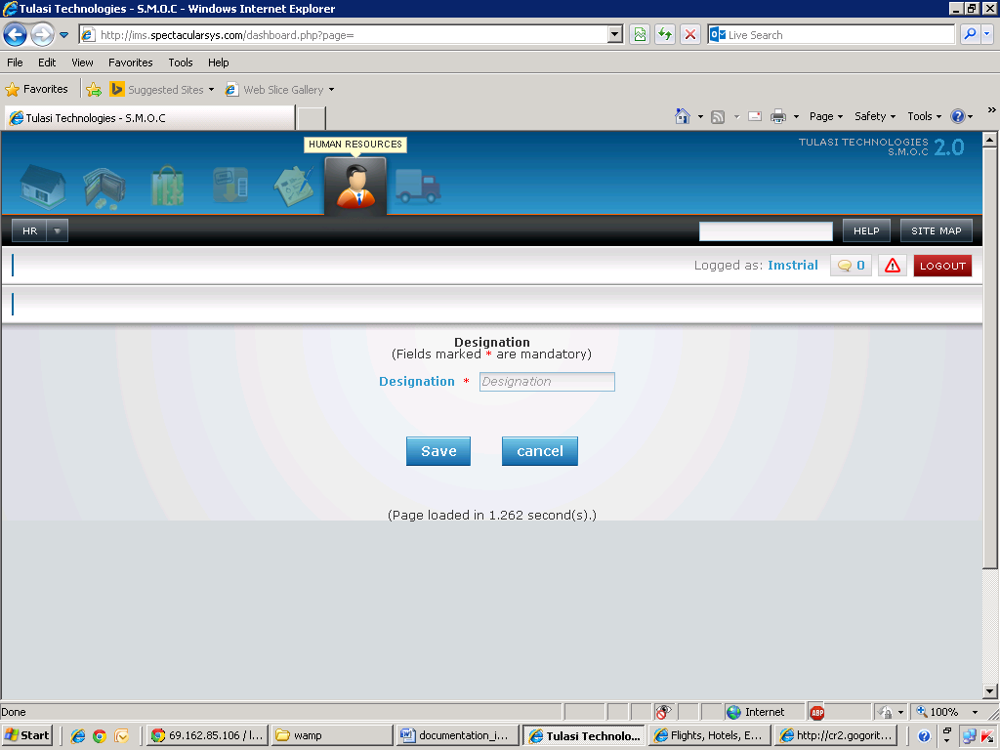 Tulasi Technologies - S.M.O.C - Windows Internet Explorer
http://ims.spectacularsys.com/dashboard.php?page=
Live Search
File Edit View Favorites Tools Help
Favorites Suggested Sites Web Slice Gallery
Tulasi Technologies - S.M.O.C
Page Safety Tools »
HUMAN RESOURCES
TULASI TECHNOLOGIES
S.M.O.C 2.0
HR HELP SITE MAP
Logged as: Imstrial 0 LOGOUT
Designation
(Fields marked * are mandatory)
Designation * Designation
Save cancel
(Page loaded in 1.262 second(s).)
Done Internet ABP 100%
Start 69.162.85.106 / l... wamp documentation_i... Tulasi Technolo... Flights, Hotels, E... http://cr2.gogorit...